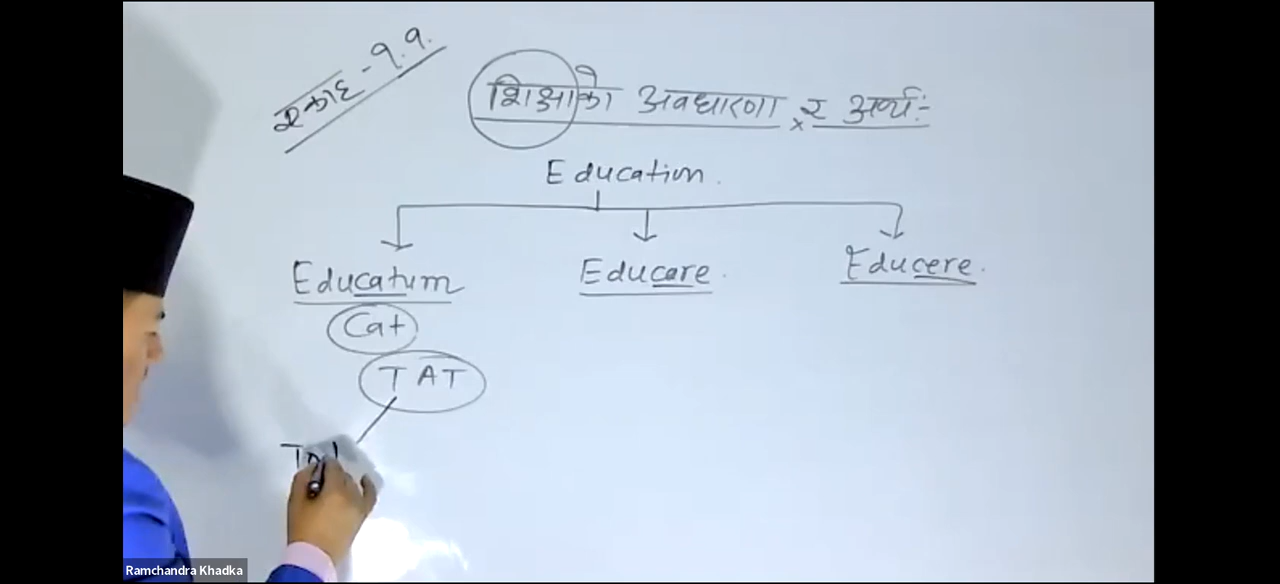 एकाइ - १.१.
शिक्षाको अवधारणा र अर्थ:-
Education.
Educatum Educare. Educere.
Cat
TAT
Ramchandra Khadka